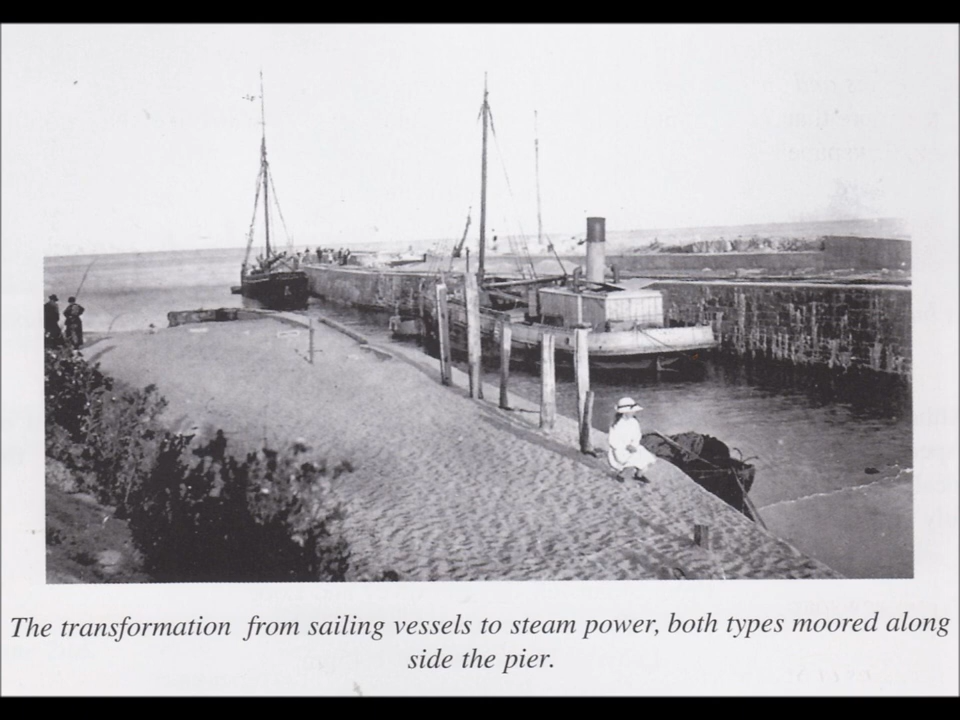 The transformation from sailing vessels to steam power, both types moored along
side the pier.